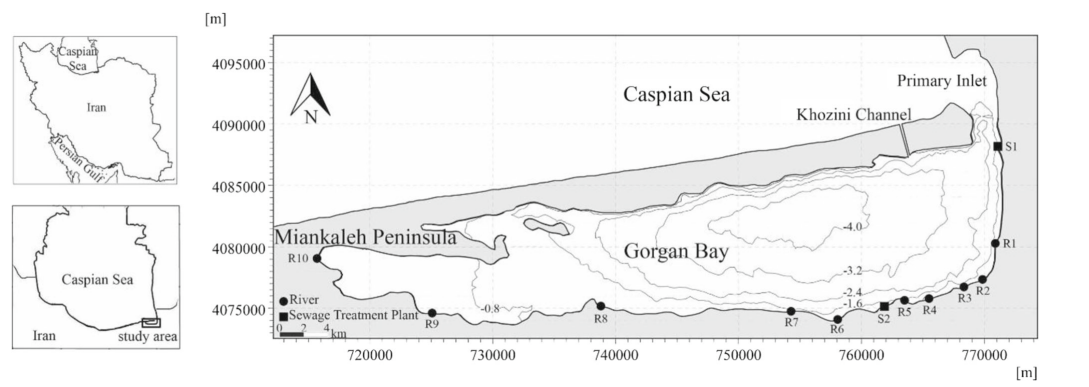 [m]
Caspian
Sea
Iran
Persian Gulf
Caspian Sea
Iran
study area
4095000
4090000
4085000
4080000
4075000
Caspian Sea
Primary Inlet
Khozini Channel
N
S1
Miankaleh Peninsula
Gorgan Bay
-4.0
-3.2
-2.4
-1.6
-0.8
R1
R2
R3
R4
R5
S2
R6
R7
R8
R9
R10
River
Sewage Treatment Plant
0 2 4
km
720000 730000 740000 750000 760000 770000
[m]